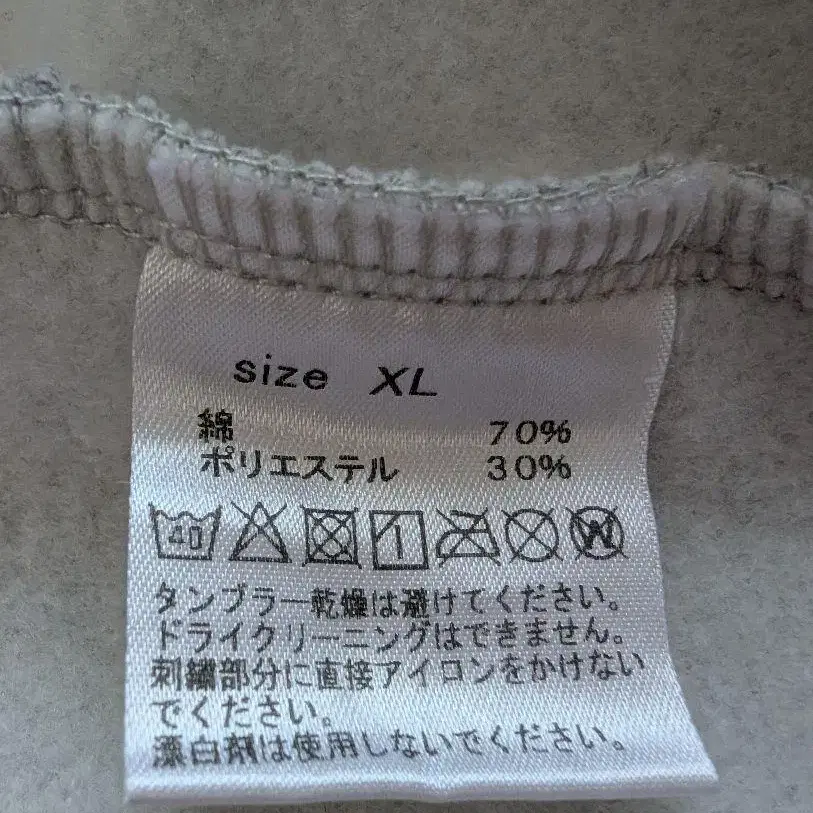 size XL
綿 70%
ポリエステル 30%
40 W
タンブラー乾燥は避けてください。
ドライクリーニングはできません。
刺繍部分に直接アイロンをかけない
でください。
漂白剤は使用しないでください。